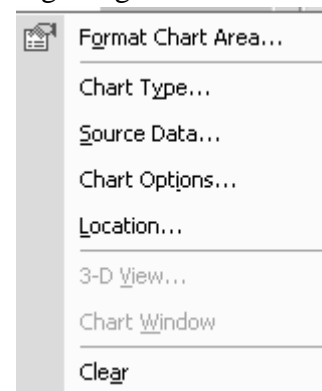 Format Chart Area...
Chart Type...
Source Data...
Chart Options...
Location...
3-D View...
Chart Window
Clear